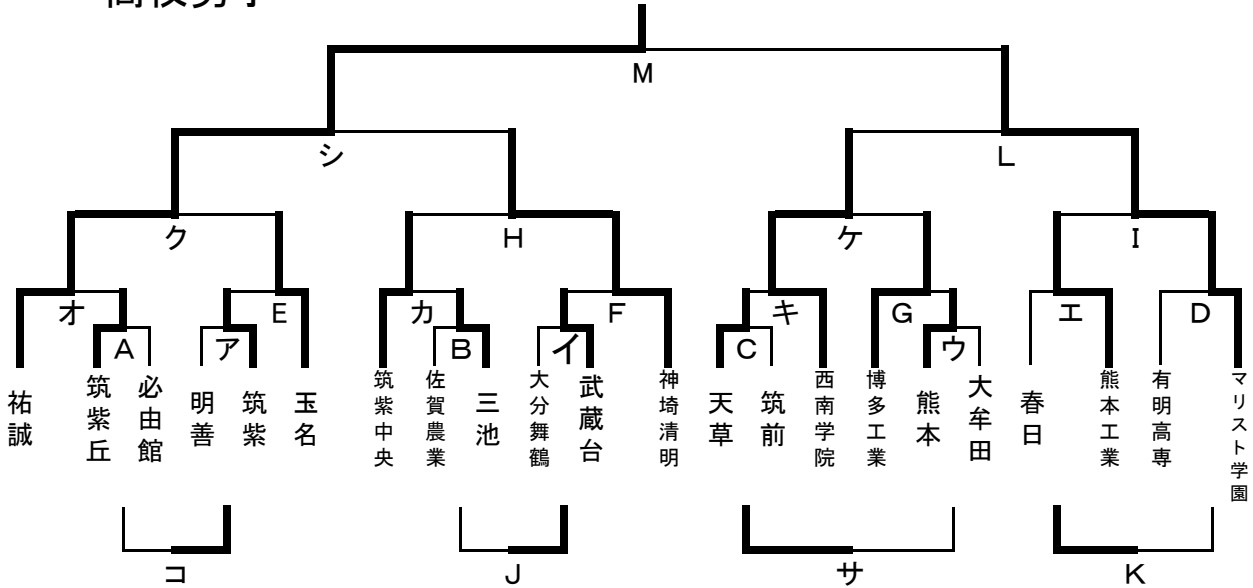 M
シ
L
ク
H
ケ
I
オ
E
カ
F
キ
G
エ
D
A
ア
B
イ
C
ウ
祐誠
筑紫丘
必由館
明善
筑紫
玉名
筑紫中央
佐賀農業
三池
大分舞鶴
武蔵台
神埼清明
天草
筑前
西南学院
博多工業
熊本
大牟田
春日
熊本工業
有明高専
マリスト学園
コ
J
サ
K